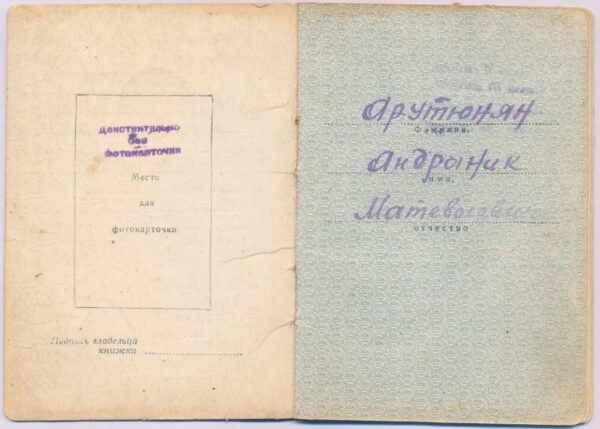 Действительно
без
фотокарточки
Место
для
фотокарточки
Подпись владельца
книжки
Арутюнян
Фамилия,
Андраник
имя,
Матевосович
отчество